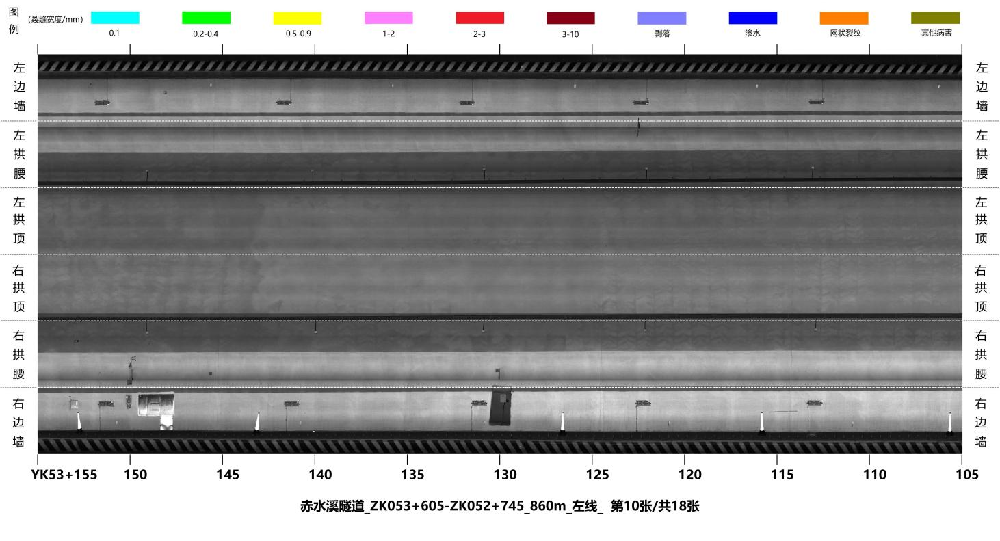 图例
(裂缝宽度/mm)
0.1
0.2-0.4
0.5-0.9
1-2
2-3
3-10
剥落
渗水
网状裂纹
其他病害
左边墙
左边墙
左拱腰
左拱腰
左拱顶
左拱顶
右拱顶
右拱顶
右拱腰
右拱腰
右边墙
右边墙
YK53+155 150 145 140 135 130 125 120 115 110 105
赤水溪隧道_ZK053+605-ZK052+745_860m_左线_ 第10张/共18张